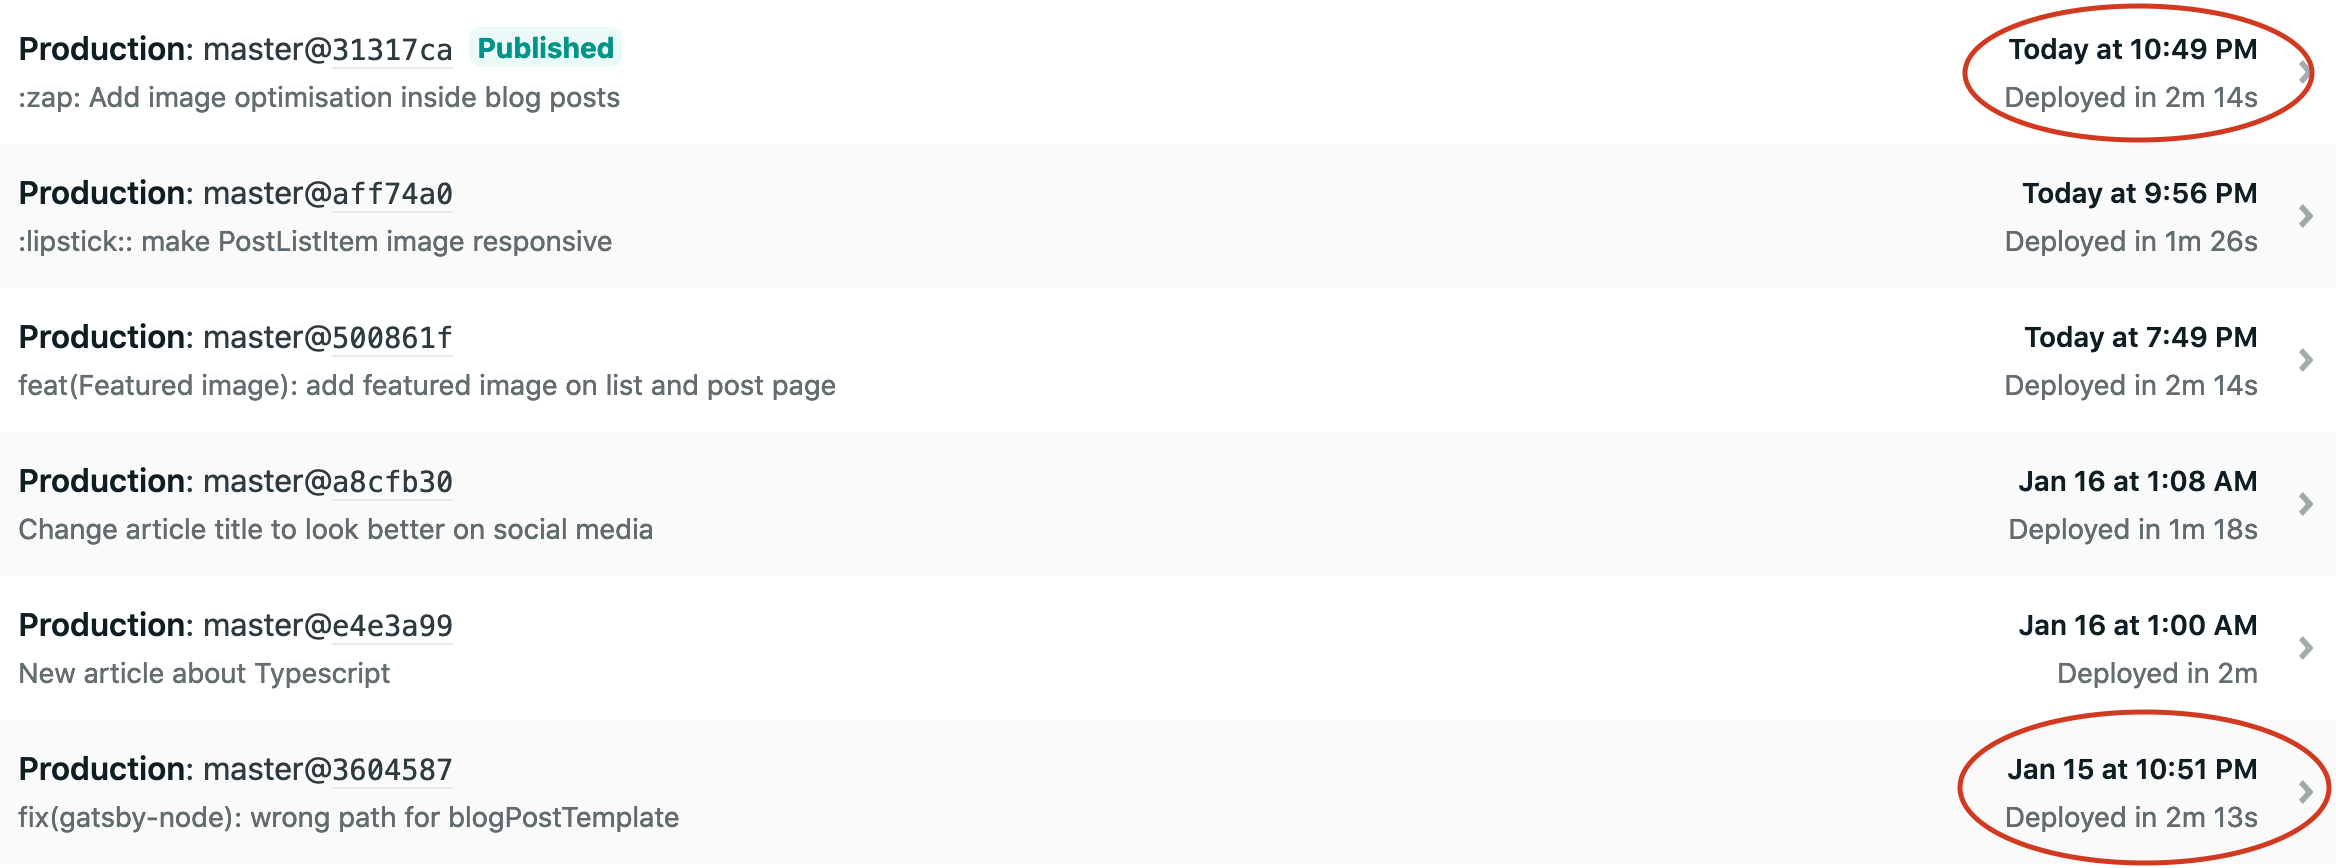 Production: master@31317ca Published
Today at 10:49 PM
:zap: Add image optimisation inside blog posts
Deployed in 2m 14s
Production: master@aff74a0
Today at 9:56 PM
:lipstick:: make PostListItem image responsive
Deployed in 1m 26s
Production: master@500861f
Today at 7:49 PM
feat(Featured image): add featured image on list and post page
Deployed in 2m 14s
Production: master@a8cfb30
Jan 16 at 1:08 AM
Change article title to look better on social media
Deployed in 1m 18s
Production: master@e4e3a99
Jan 16 at 1:00 AM
New article about Typescript
Deployed in 2m
Production: master@3604587
Jan 15 at 10:51 PM
fix(gatsby-node): wrong path for blogPostTemplate
Deployed in 2m 13s